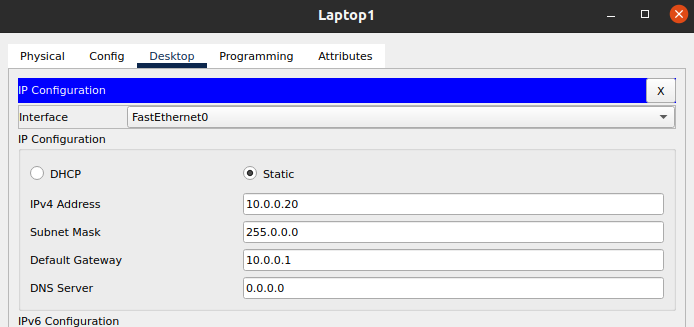 Laptop1
Physical Config Desktop Programming Attributes
IP Configuration X
Interface FastEthernet0
IP Configuration
DHCP Static
IPv4 Address 10.0.0.20
Subnet Mask 255.0.0.0
Default Gateway 10.0.0.1
DNS Server 0.0.0.0
IPv6 Configuration